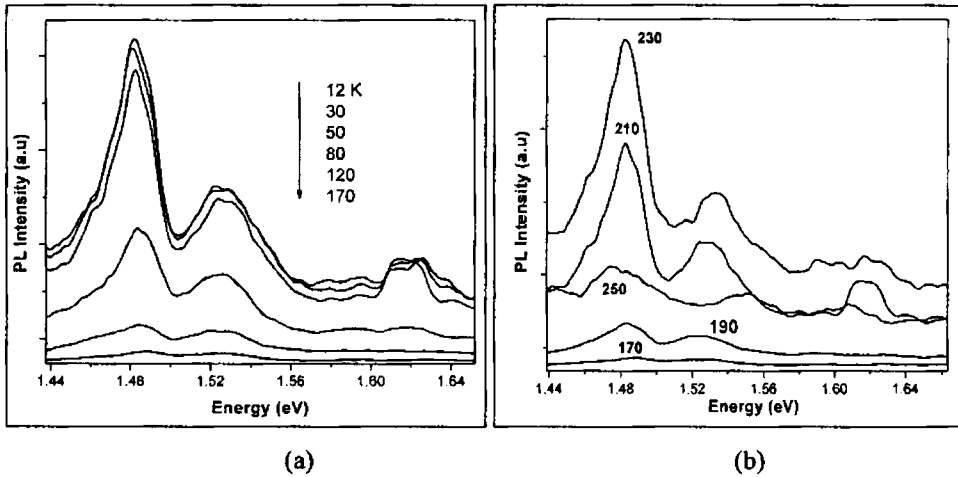 PL Intensity (a.u)
12 K
30
50
80
120
170
1.44 1.48 1.52 1.56 1.60 1.64
Energy (eV)
(a)
PL Intensity (a.u)
230
210
250
190
170
1.44 1.48 1.52 1.56 1.60 1.64
Energy (eV)
(b)